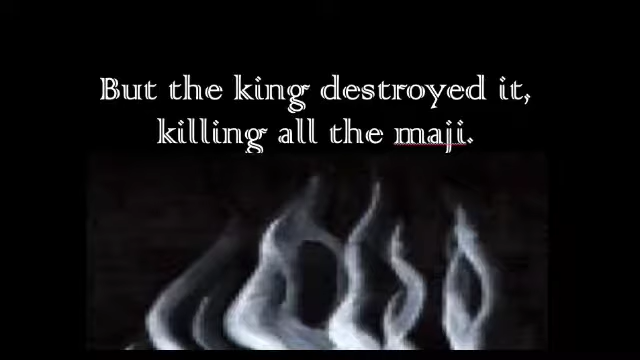 But the king destroyed it,
killing all the maji.